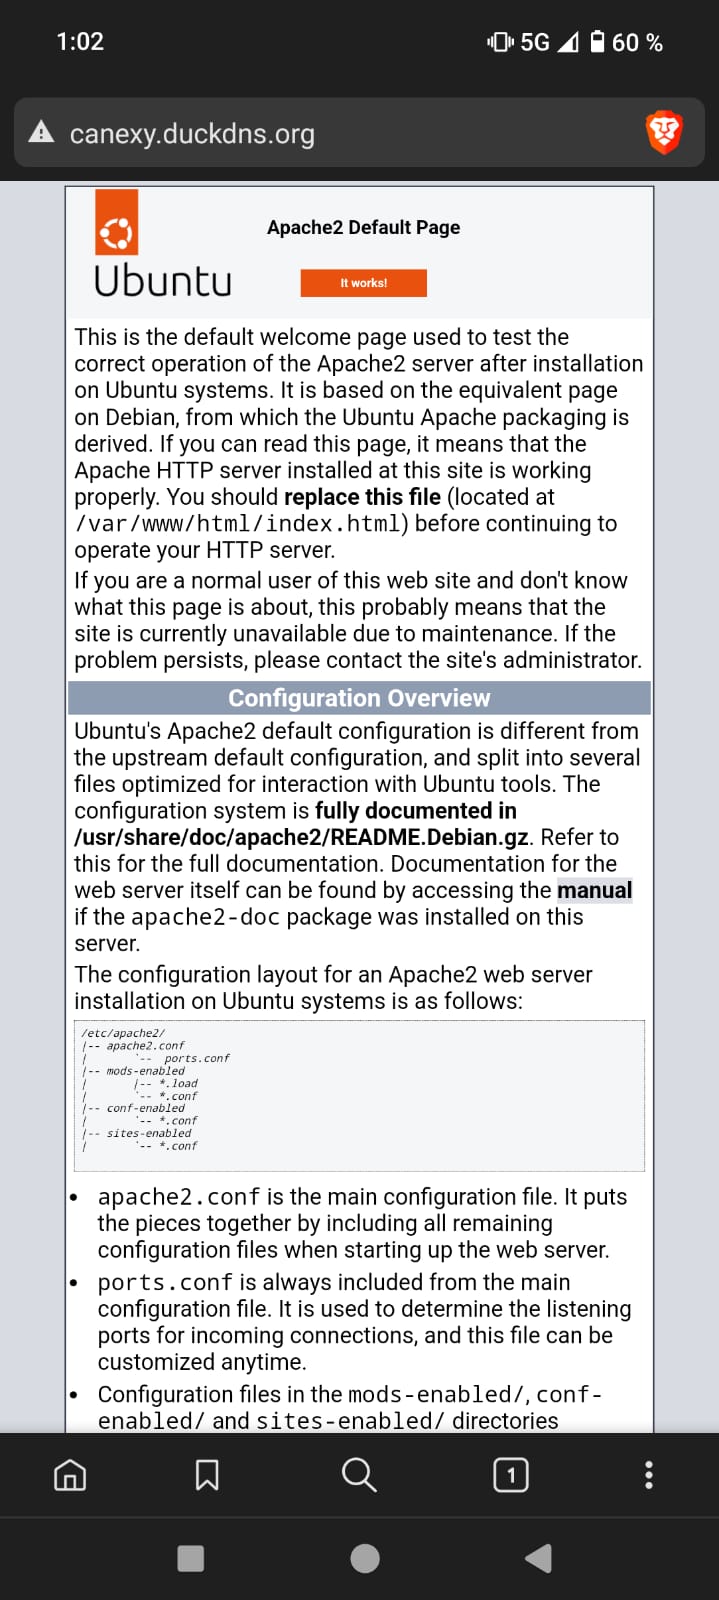 1:02
5G 60 %
canexy.duckdns.org
Apache2 Default Page
Ubuntu
It works!
This is the default welcome page used to test the
correct operation of the Apache2 server after installation
on Ubuntu systems. It is based on the equivalent page
on Debian, from which the Ubuntu Apache packaging is
derived. If you can read this page, it means that the
Apache HTTP server installed at this site is working
properly. You should replace this file (located at
/var/www/html/index.html) before continuing to
operate your HTTP server.
If you are a normal user of this web site and don't know
what this page is about, this probably means that the
site is currently unavailable due to maintenance. If the
problem persists, please contact the site's administrator.
Configuration Overview
Ubuntu's Apache2 default configuration is different from
the upstream default configuration, and split into several
files optimized for interaction with Ubuntu tools. The
configuration system is fully documented in
/usr/share/doc/apache2/README.Debian.gz. Refer to
this for the full documentation. Documentation for the
web server itself can be found by accessing the manual
if the apache2-doc package was installed on this
server.
The configuration layout for an Apache2 web server
installation on Ubuntu systems is as follows:
/etc/apache2/
|-- apache2.conf
|       `--  ports.conf
|-- mods-enabled
|       |-- *.load
|       `-- *.conf
|-- conf-enabled
|       `-- *.conf
|-- sites-enabled
|       `-- *.conf
• apache2.conf is the main configuration file. It puts
the pieces together by including all remaining
configuration files when starting up the web server.
• ports.conf is always included from the main
configuration file. It is used to determine the listening
ports for incoming connections, and this file can be
customized anytime.
• Configuration files in the mods-enabled/, conf-
enabled/ and sites-enabled/ directories
1